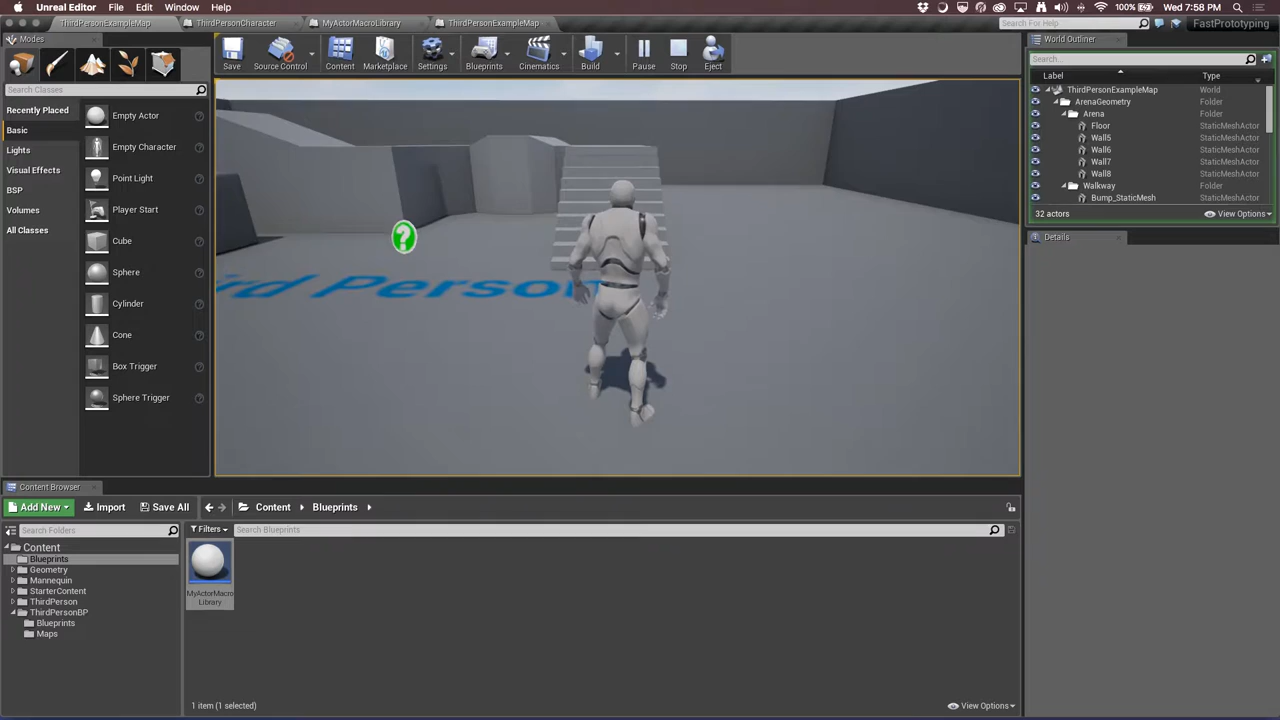 Unreal Editor File Edit Window Help
100% Wed 7:58 PM
ThirdPersonExampleMap
ThirdPersonCharacter
MyActorMacroLibrary
ThirdPersonExampleMap
Search For Help
FastPrototyping
Modes
Search Classes
Recently Placed
Basic
Lights
Visual Effects
BSP
Volumes
All Classes
Empty Actor
Empty Character
Point Light
Player Start
Cube
Sphere
Cylinder
Cone
Box Trigger
Sphere Trigger
Save
Source Control
Content
Marketplace
Settings
Blueprints
Cinematics
Build
Pause
Stop
Eject
ird Person
World Outliner
Search...
Label Type
ThirdPersonExampleMap World
ArenaGeometry Folder
Arena Folder
Floor StaticMeshActor
Wall5 StaticMeshActor
Wall6 StaticMeshActor
Wall7 StaticMeshActor
Wall8 StaticMeshActor
Walkway Folder
Bump_StaticMesh StaticMeshActor
32 actors View Options
Details
Content Browser
Add New Import Save All Content Blueprints
Search Folders
Filters Search Blueprints
Content
Blueprints
Geometry
Mannequin
StarterContent
ThirdPerson
ThirdPersonBP
Blueprints
Maps
MyActorMacro
Library
1 item (1 selected) View Options